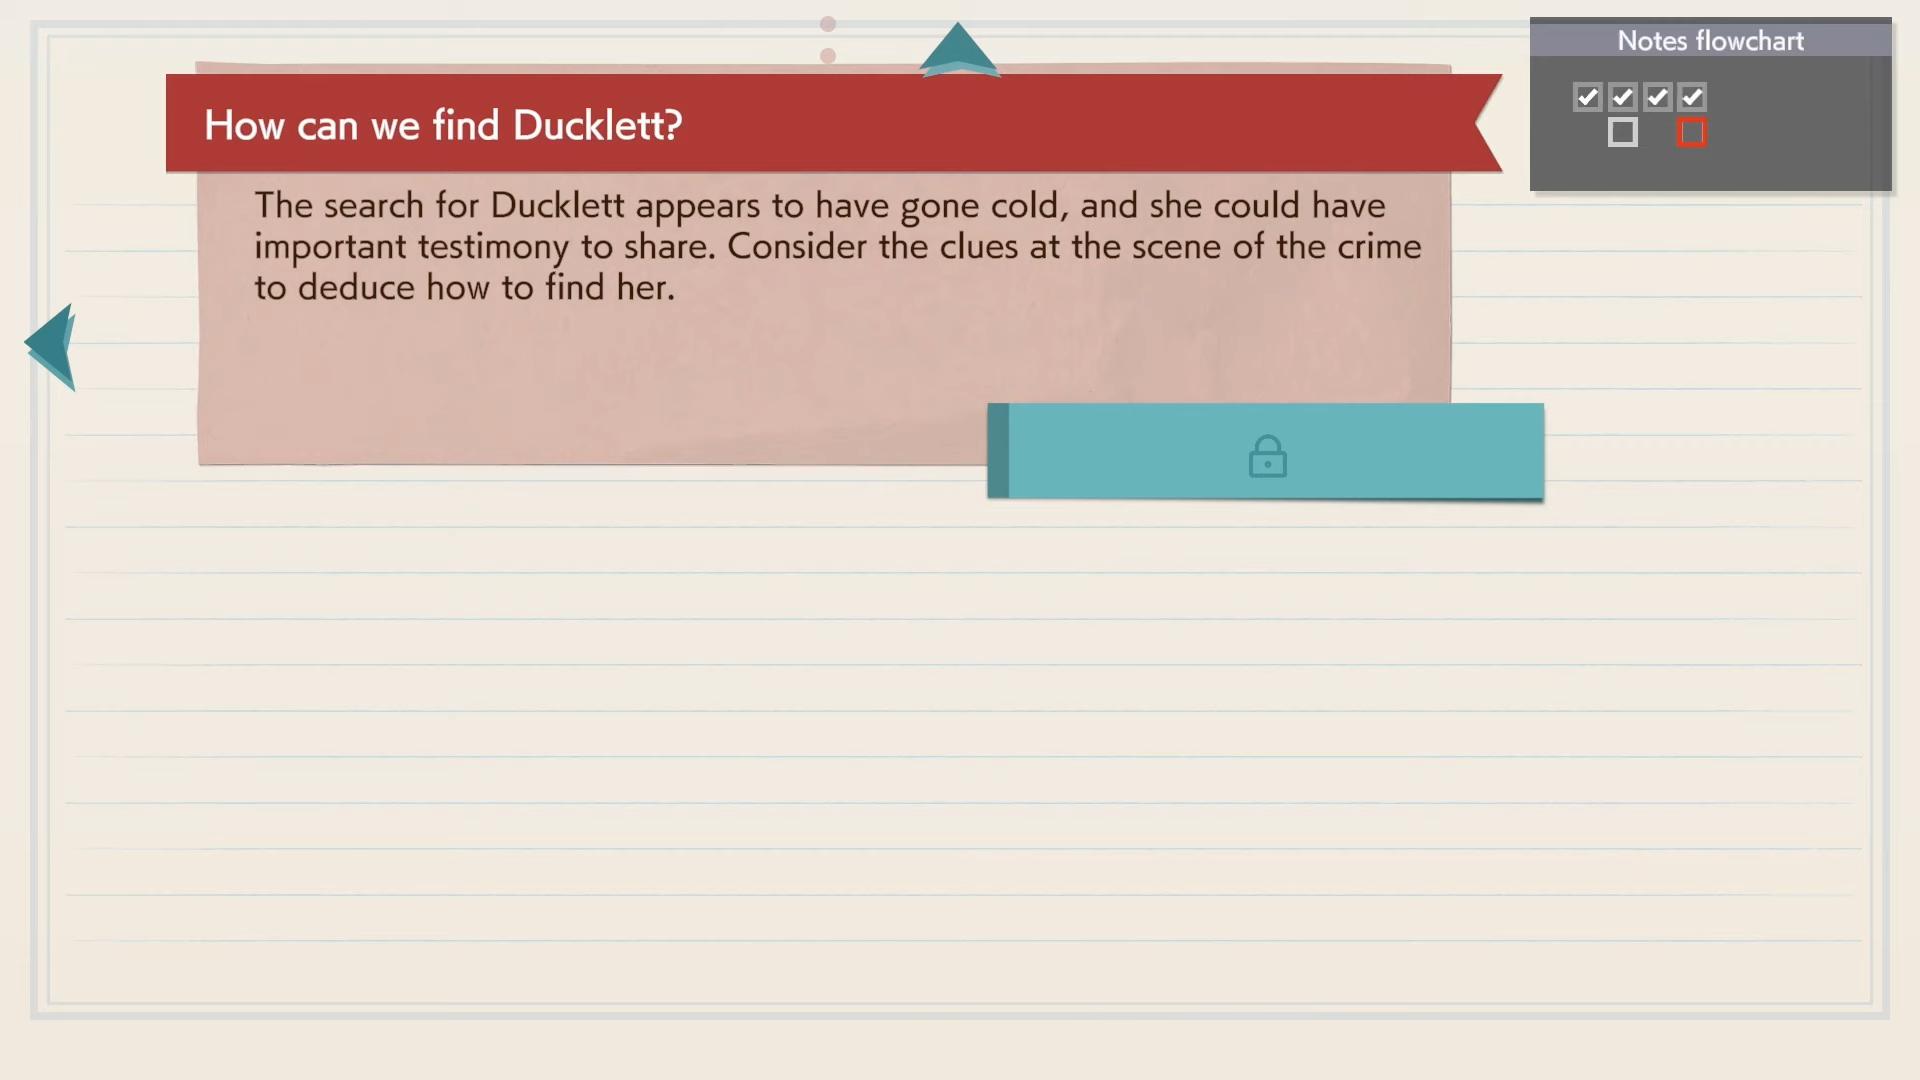 Notes flowchart
How can we find Ducklett?
The search for Ducklett appears to have gone cold, and she could have
important testimony to share. Consider the clues at the scene of the crime
to deduce how to find her.